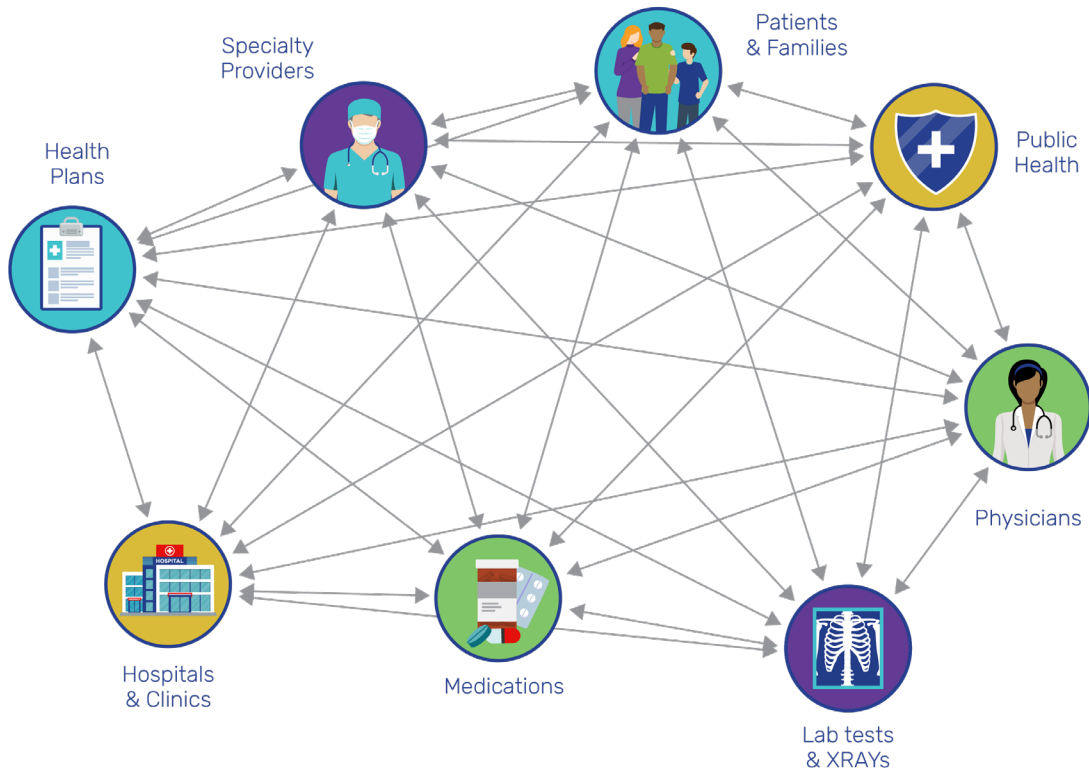 Patients
& Families
Specialty
Providers
Public
Health
Health
Plans
Physicians
HOSPITAL
Hospitals
& Clinics
Medications
Lab tests
& XRAYs